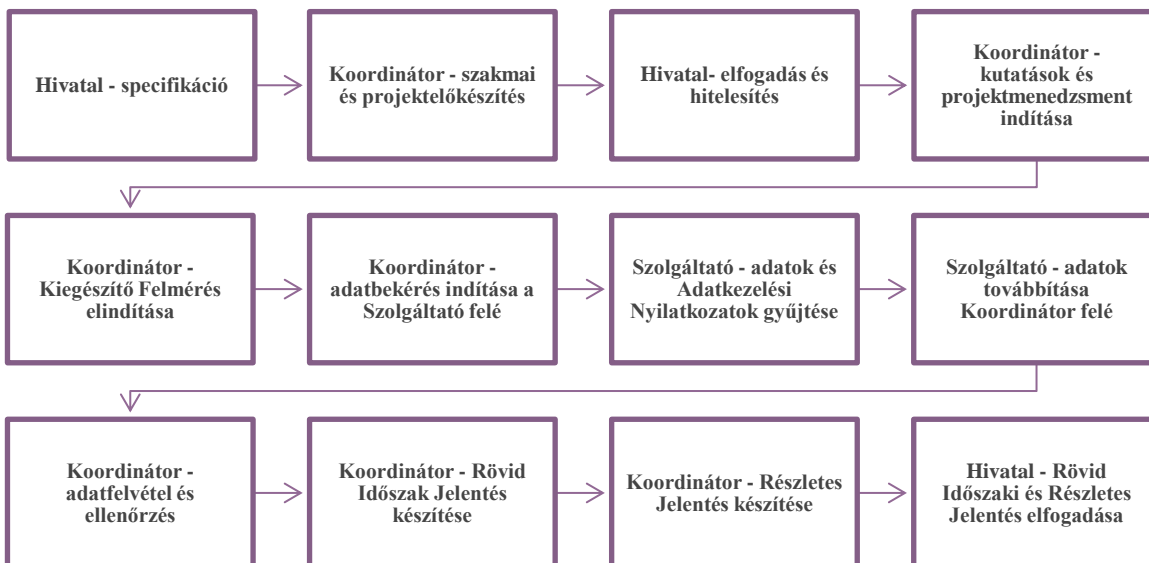 Hivatal - specifikáció
Koordinátor - szakmai
és projektelőkészítés
Hivatal- elfogadás és
hitelesítés
Koordinátor -
kutatások és
projektmenedzsment
indítása
Koordinátor -
Kiegészítő Felmérés
elindítása
Koordinátor -
adatbekérés indítása a
Szolgáltató felé
Szolgáltató - adatok és
Adatkezelési
Nyilatkozatok gyűjtése
Szolgáltató - adatok
továbbítása
Koordinátor felé
Koordinátor -
adatfelvétel és
ellenőrzés
Koordinátor - Rövid
Időszak Jelentés
készítése
Koordinátor - Részletes
Jelentés készítése
Hivatal - Rövid
Időszaki és Részletes
Jelentés elfogadása